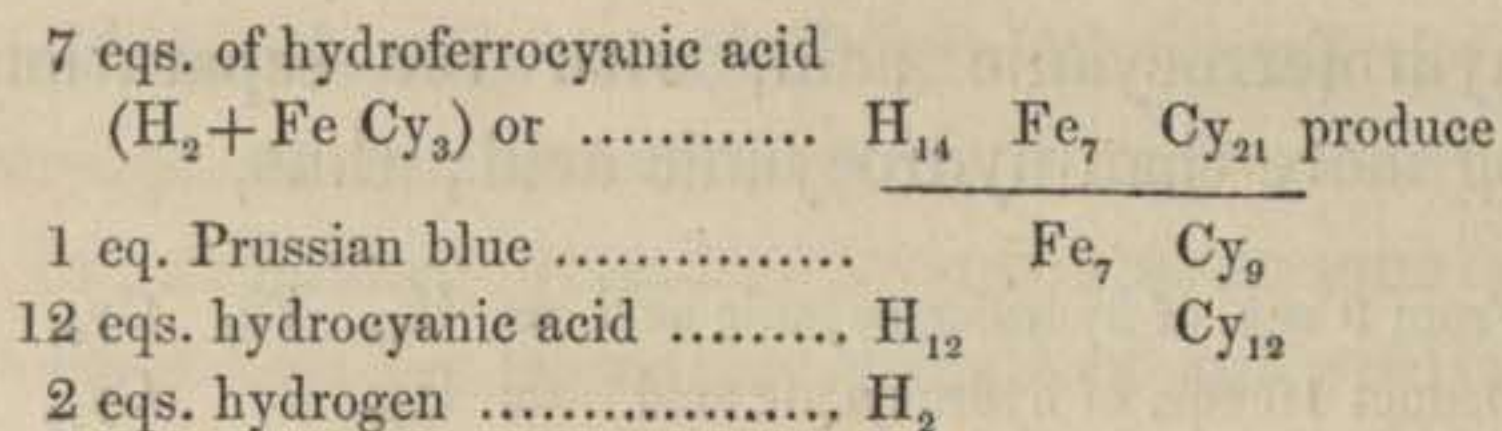 7 eqs. of hydroferrocyanic acid
(H₂+ Fe Cy₃) or ............ H₁₄ Fe₇ Cy₂₁ produce
1 eq. Prussian blue ............... Fe₇ Cy₉
12 eqs. hydrocyanic acid ......... H₁₂ Cy₁₂
2 eqs. hydrogen .................. H₂